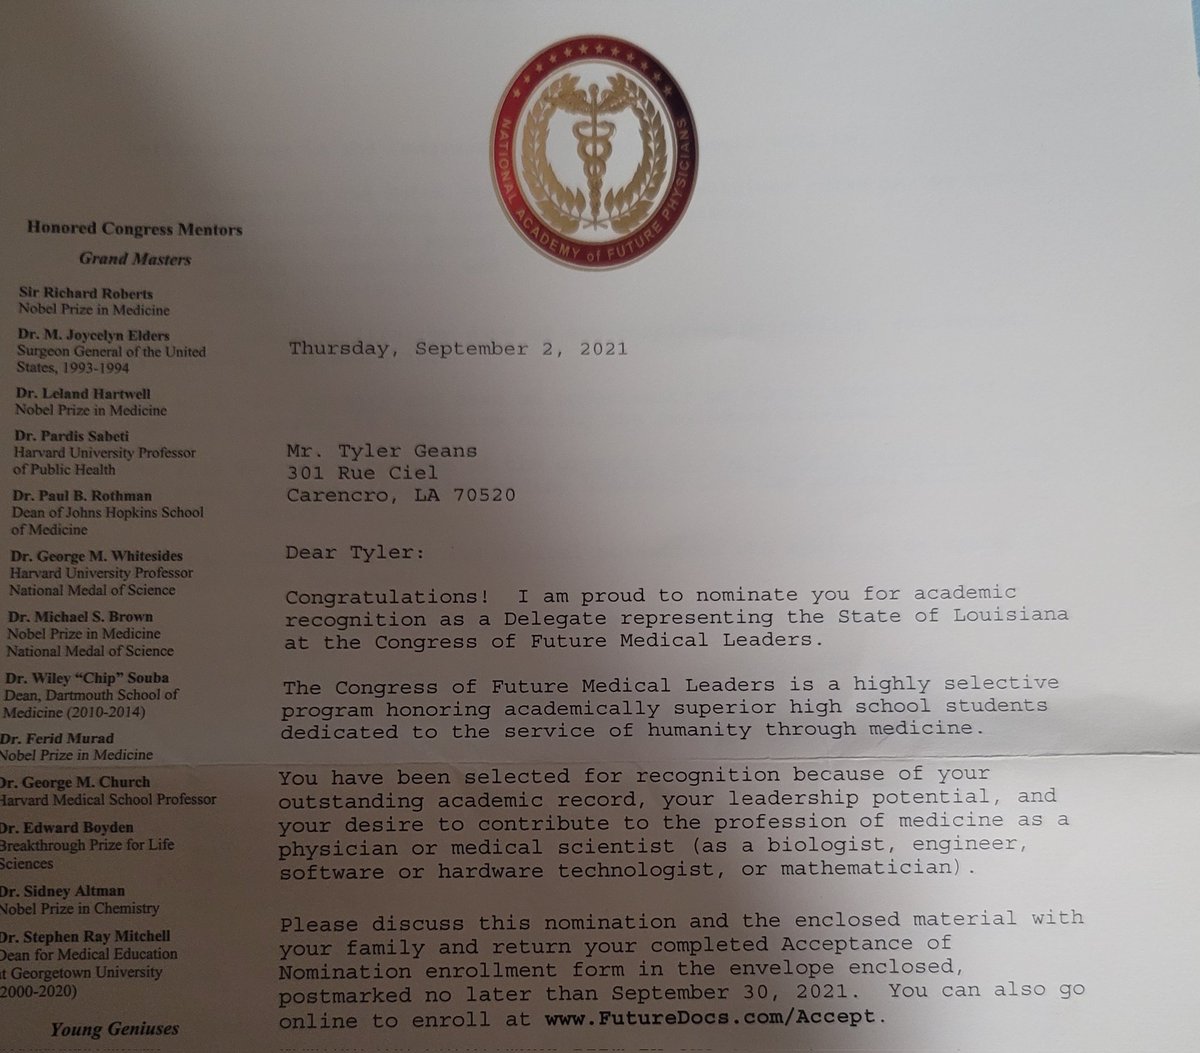 NATIONAL ACADEMY of FUTURE PHYSICIANS
Honored Congress Mentors
Grand Masters
Sir Richard Roberts
Nobel Prize in Medicine
Dr. M. Joycelyn Elders
Surgeon General of the United
States, 1993-1994
Dr. Leland Hartwell
Nobel Prize in Medicine
Dr. Pardis Sabeti
Harvard University Professor
of Public Health
Dr. Paul B. Rothman
Dean of Johns Hopkins School
of Medicine
Dr. George M. Whitesides
Harvard University Professor
National Medal of Science
Dr. Michael S. Brown
Nobel Prize in Medicine
National Medal of Science
Dr. Wiley “Chip” Souba
Dean, Dartmouth School of
Medicine (2010-2014)
Dr. Ferid Murad
Nobel Prize in Medicine
Dr. George M. Church
Harvard Medical School Professor
Dr. Edward Boyden
Breakthrough Prize for Life
Sciences
Dr. Sidney Altman
Nobel Prize in Chemistry
Dr. Stephen Ray Mitchell
Dean for Medical Education
at Georgetown University
(2000-2020)
Young Geniuses
Thursday, September 2, 2021
Mr. Tyler Geans
301 Rue Ciel
Carencro, LA 70520
Dear Tyler:
Congratulations! I am proud to nominate you for academic
recognition as a Delegate representing the State of Louisiana
at the Congress of Future Medical Leaders.
The Congress of Future Medical Leaders is a highly selective
program honoring academically superior high school students
dedicated to the service of humanity through medicine.
You have been selected for recognition because of your
outstanding academic record, your leadership potential, and
your desire to contribute to the profession of medicine as a
physician or medical scientist (as a biologist, engineer,
software or hardware technologist, or mathematician).
Please discuss this nomination and the enclosed material with
your family and return your completed Acceptance of
Nomination enrollment form in the envelope enclosed,
postmarked no later than September 30, 2021. You can also go
online to enroll at www.FutureDocs.com/Accept.